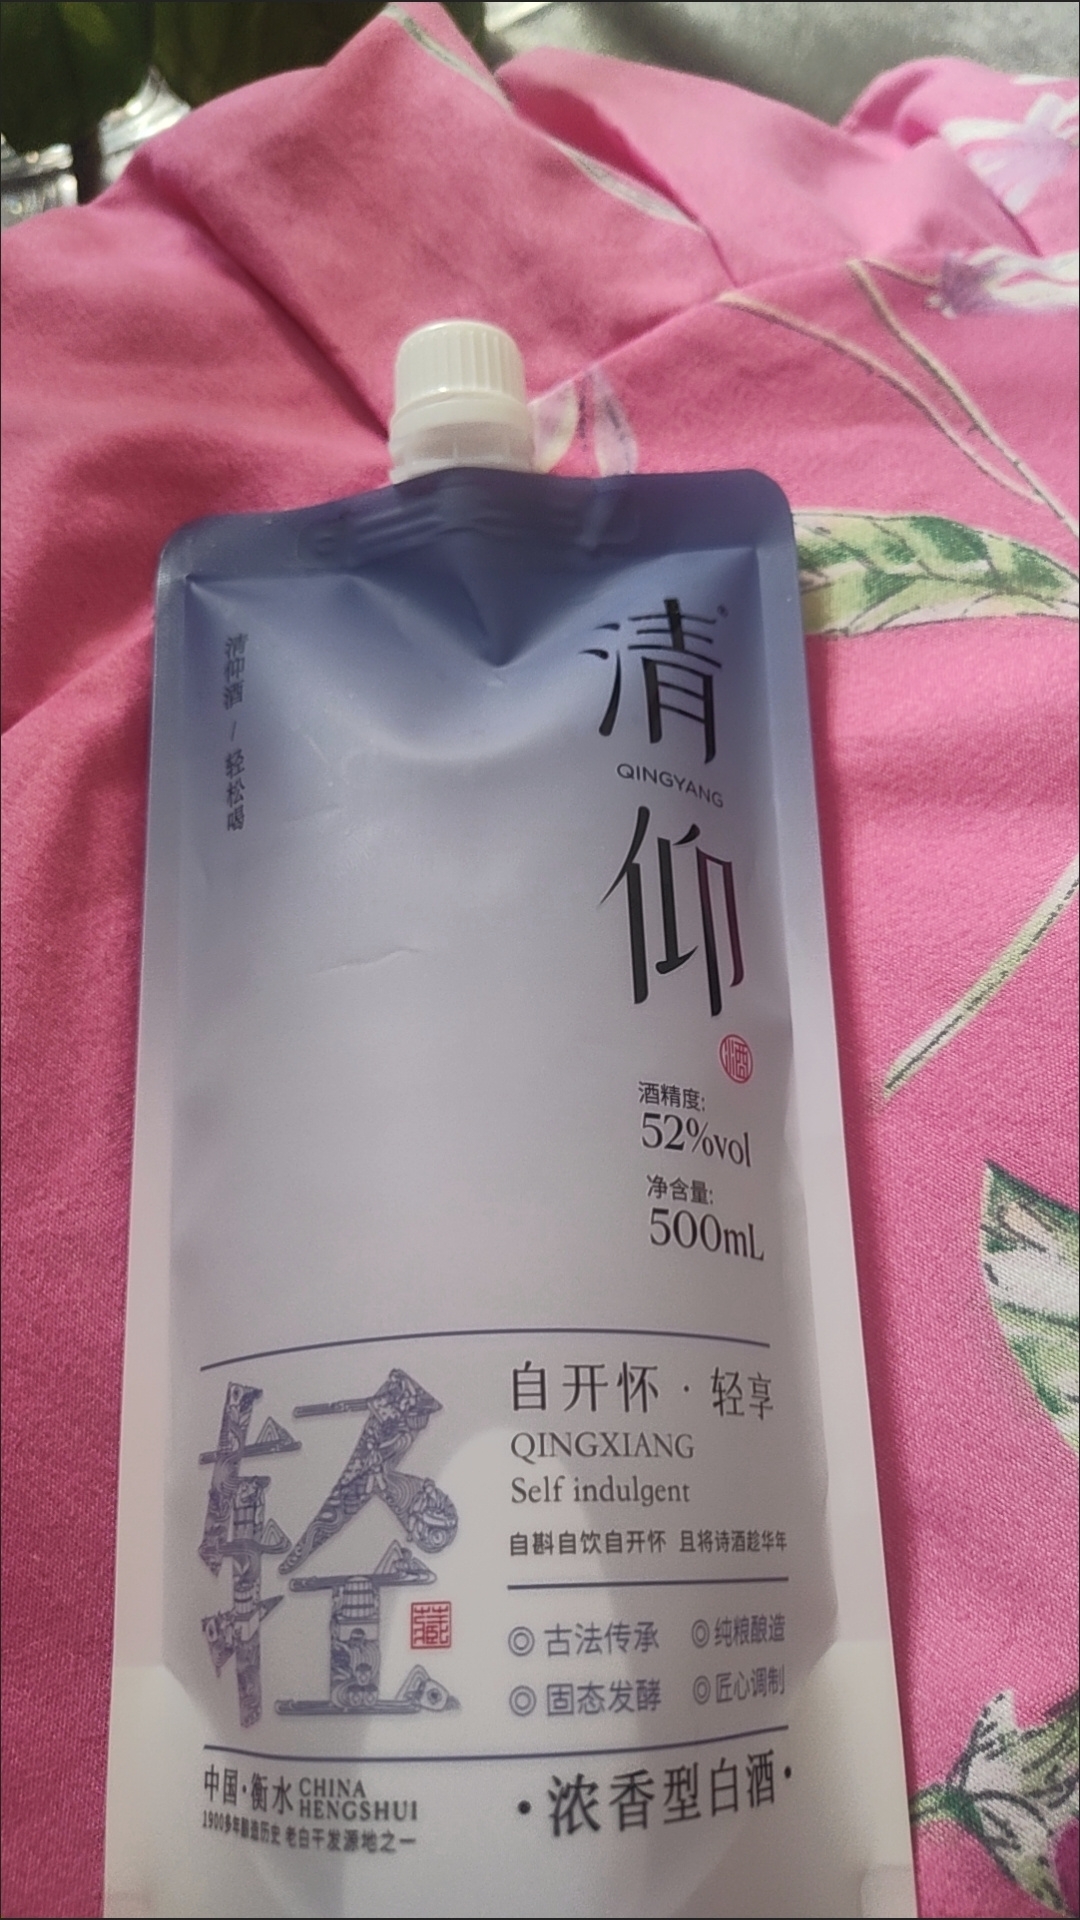 清仰酒 / 轻松喝
清
QINGYANG
仰
酒
酒精度:
52%vol
净含量:
500mL
轻
藏
自开怀 · 轻享
QINGXIANG
Self indulgent
自斟自饮自开怀 且将诗酒趁华年
◎ 古法传承 ◎ 纯粮酿造
◎ 固态发酵 ◎ 匠心调制
中国·衡水 CHINA HENGSHUI
1900多年酿造历史 老白干发源地之一
·浓香型白酒·